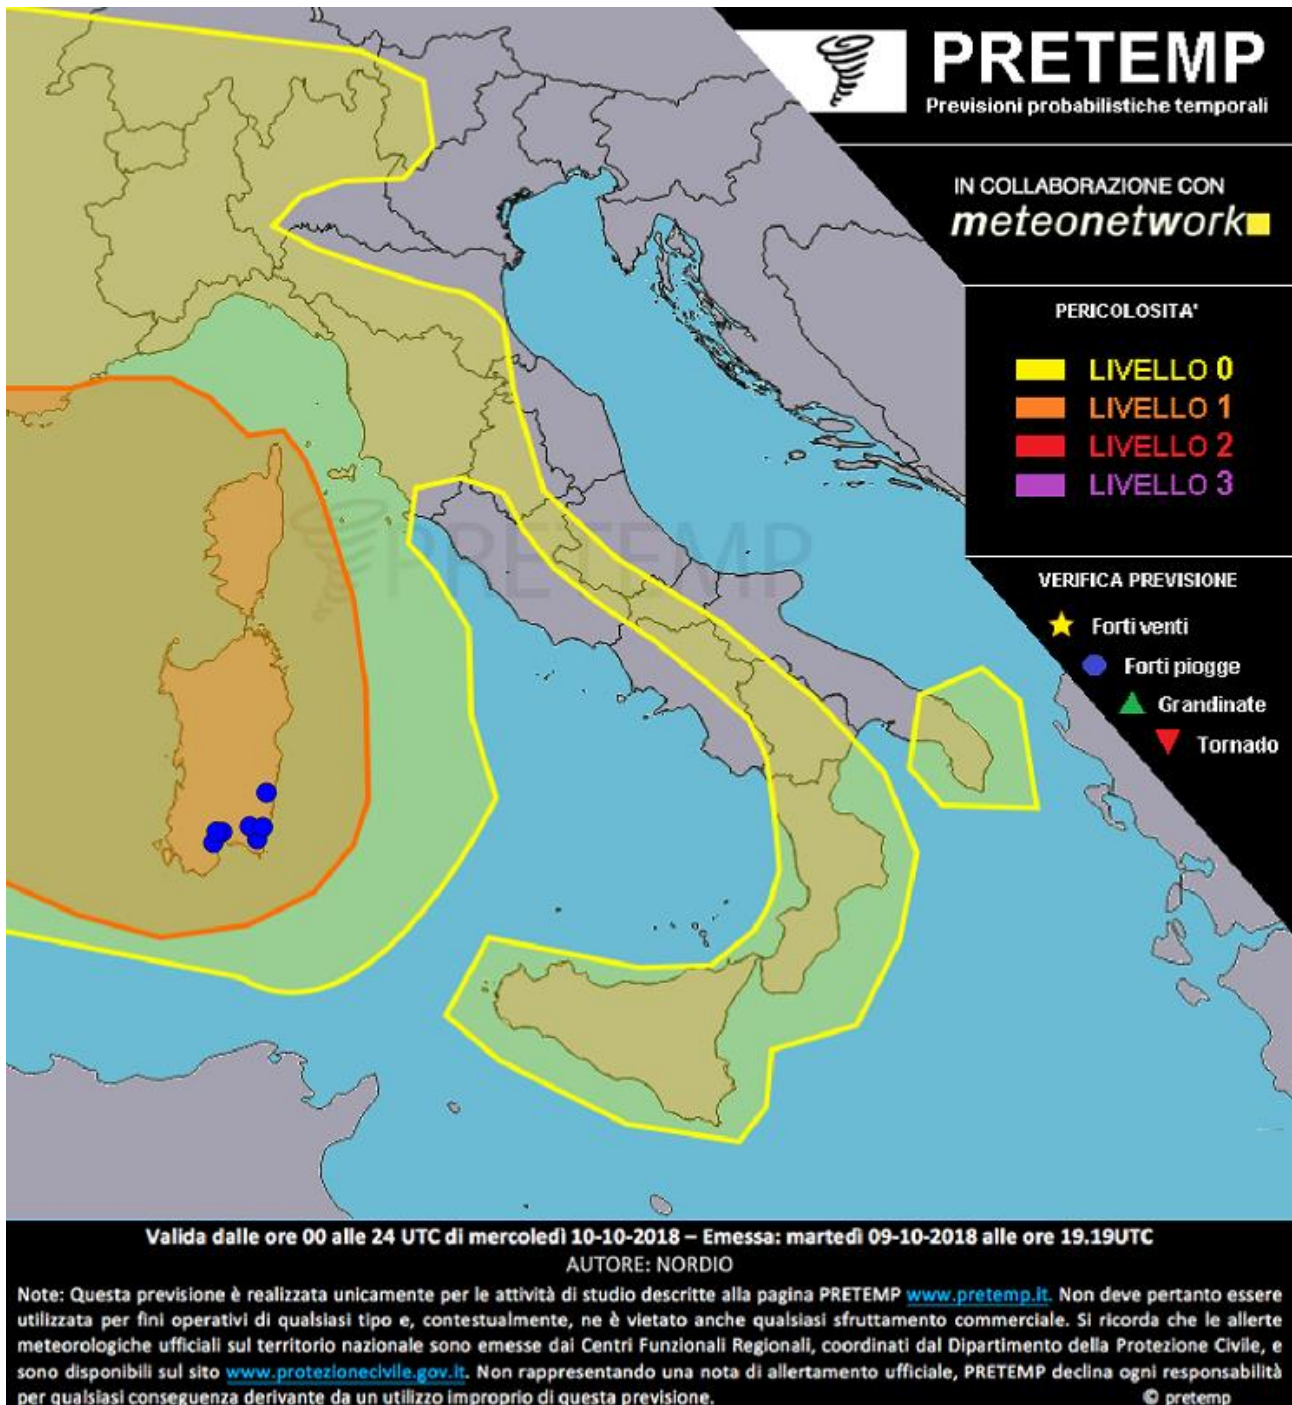 PRETEMP
Previsioni probabilistiche temporali
IN COLLABORAZIONE CON
meteonetwork
PERICOLOSITA'
LIVELLO 0
LIVELLO 1
LIVELLO 2
LIVELLO 3
PRETEMP
VERIFICA PREVISIONE
Forti venti
Forti piogge
Grandinate
Tornado
Valida dalle ore 00 alle 24 UTC di mercoledì 10-10-2018 – Emessa: martedì 09-10-2018 alle ore 19.19UTC
AUTORE: NORDIO
Note: Questa previsione è realizzata unicamente per le attività di studio descritte alla pagina PRETEMP www.pretemp.it. Non deve pertanto essere
utilizzata per fini operativi di qualsiasi tipo e, contestualmente, ne è vietato anche qualsiasi sfruttamento commerciale. Si ricorda che le allerte
meteorologiche ufficiali sul territorio nazionale sono emesse dai Centri Funzionali Regionali, coordinati dal Dipartimento della Protezione Civile, e
sono disponibili sul sito www.protezionecivile.gov.it. Non rappresentando una nota di allertamento ufficiale, PRETEMP declina ogni responsabilità
per qualsiasi conseguenza derivante da un utilizzo improprio di questa previsione. © pretemp